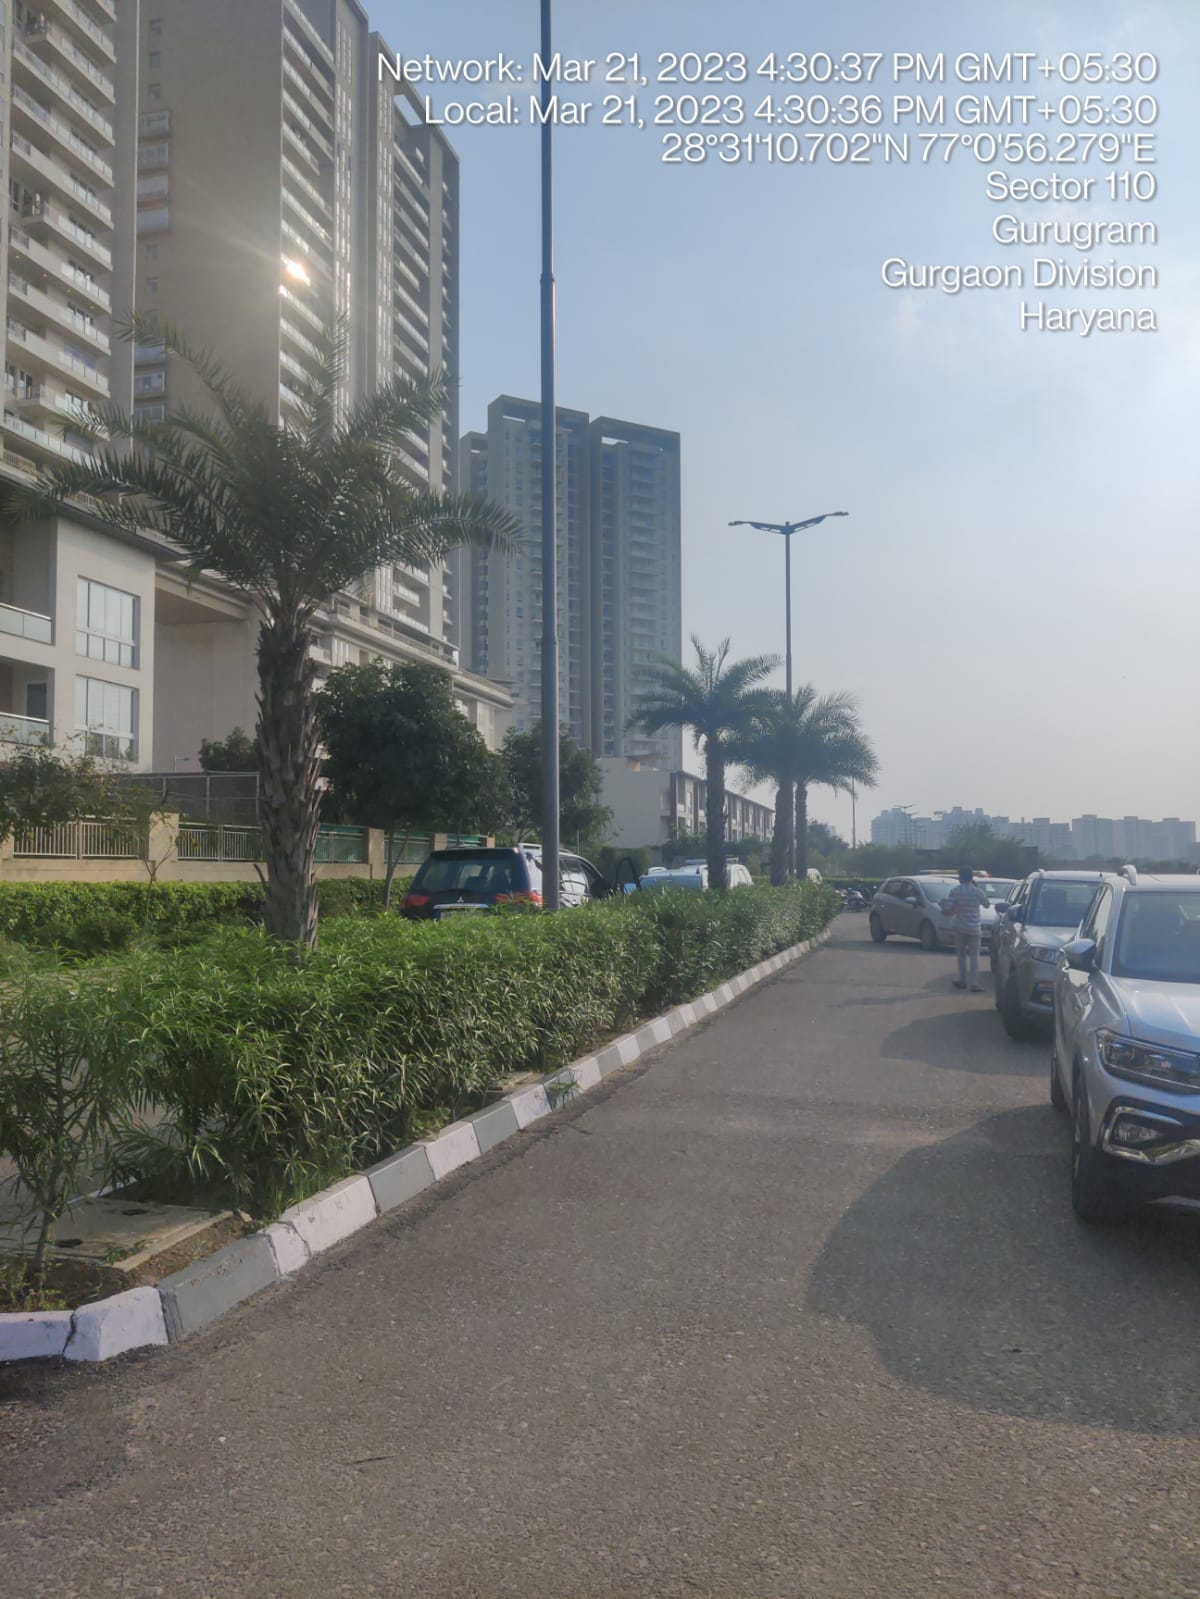 Network: Mar 21, 2023 4:30:37 PM GMT+05:30
Local: Mar 21, 2023 4:30:36 PM GMT+05:30
28°31'10.702"N 77°0'56.279"E
Sector 110
Gurugram
Gurgaon Division
Haryana